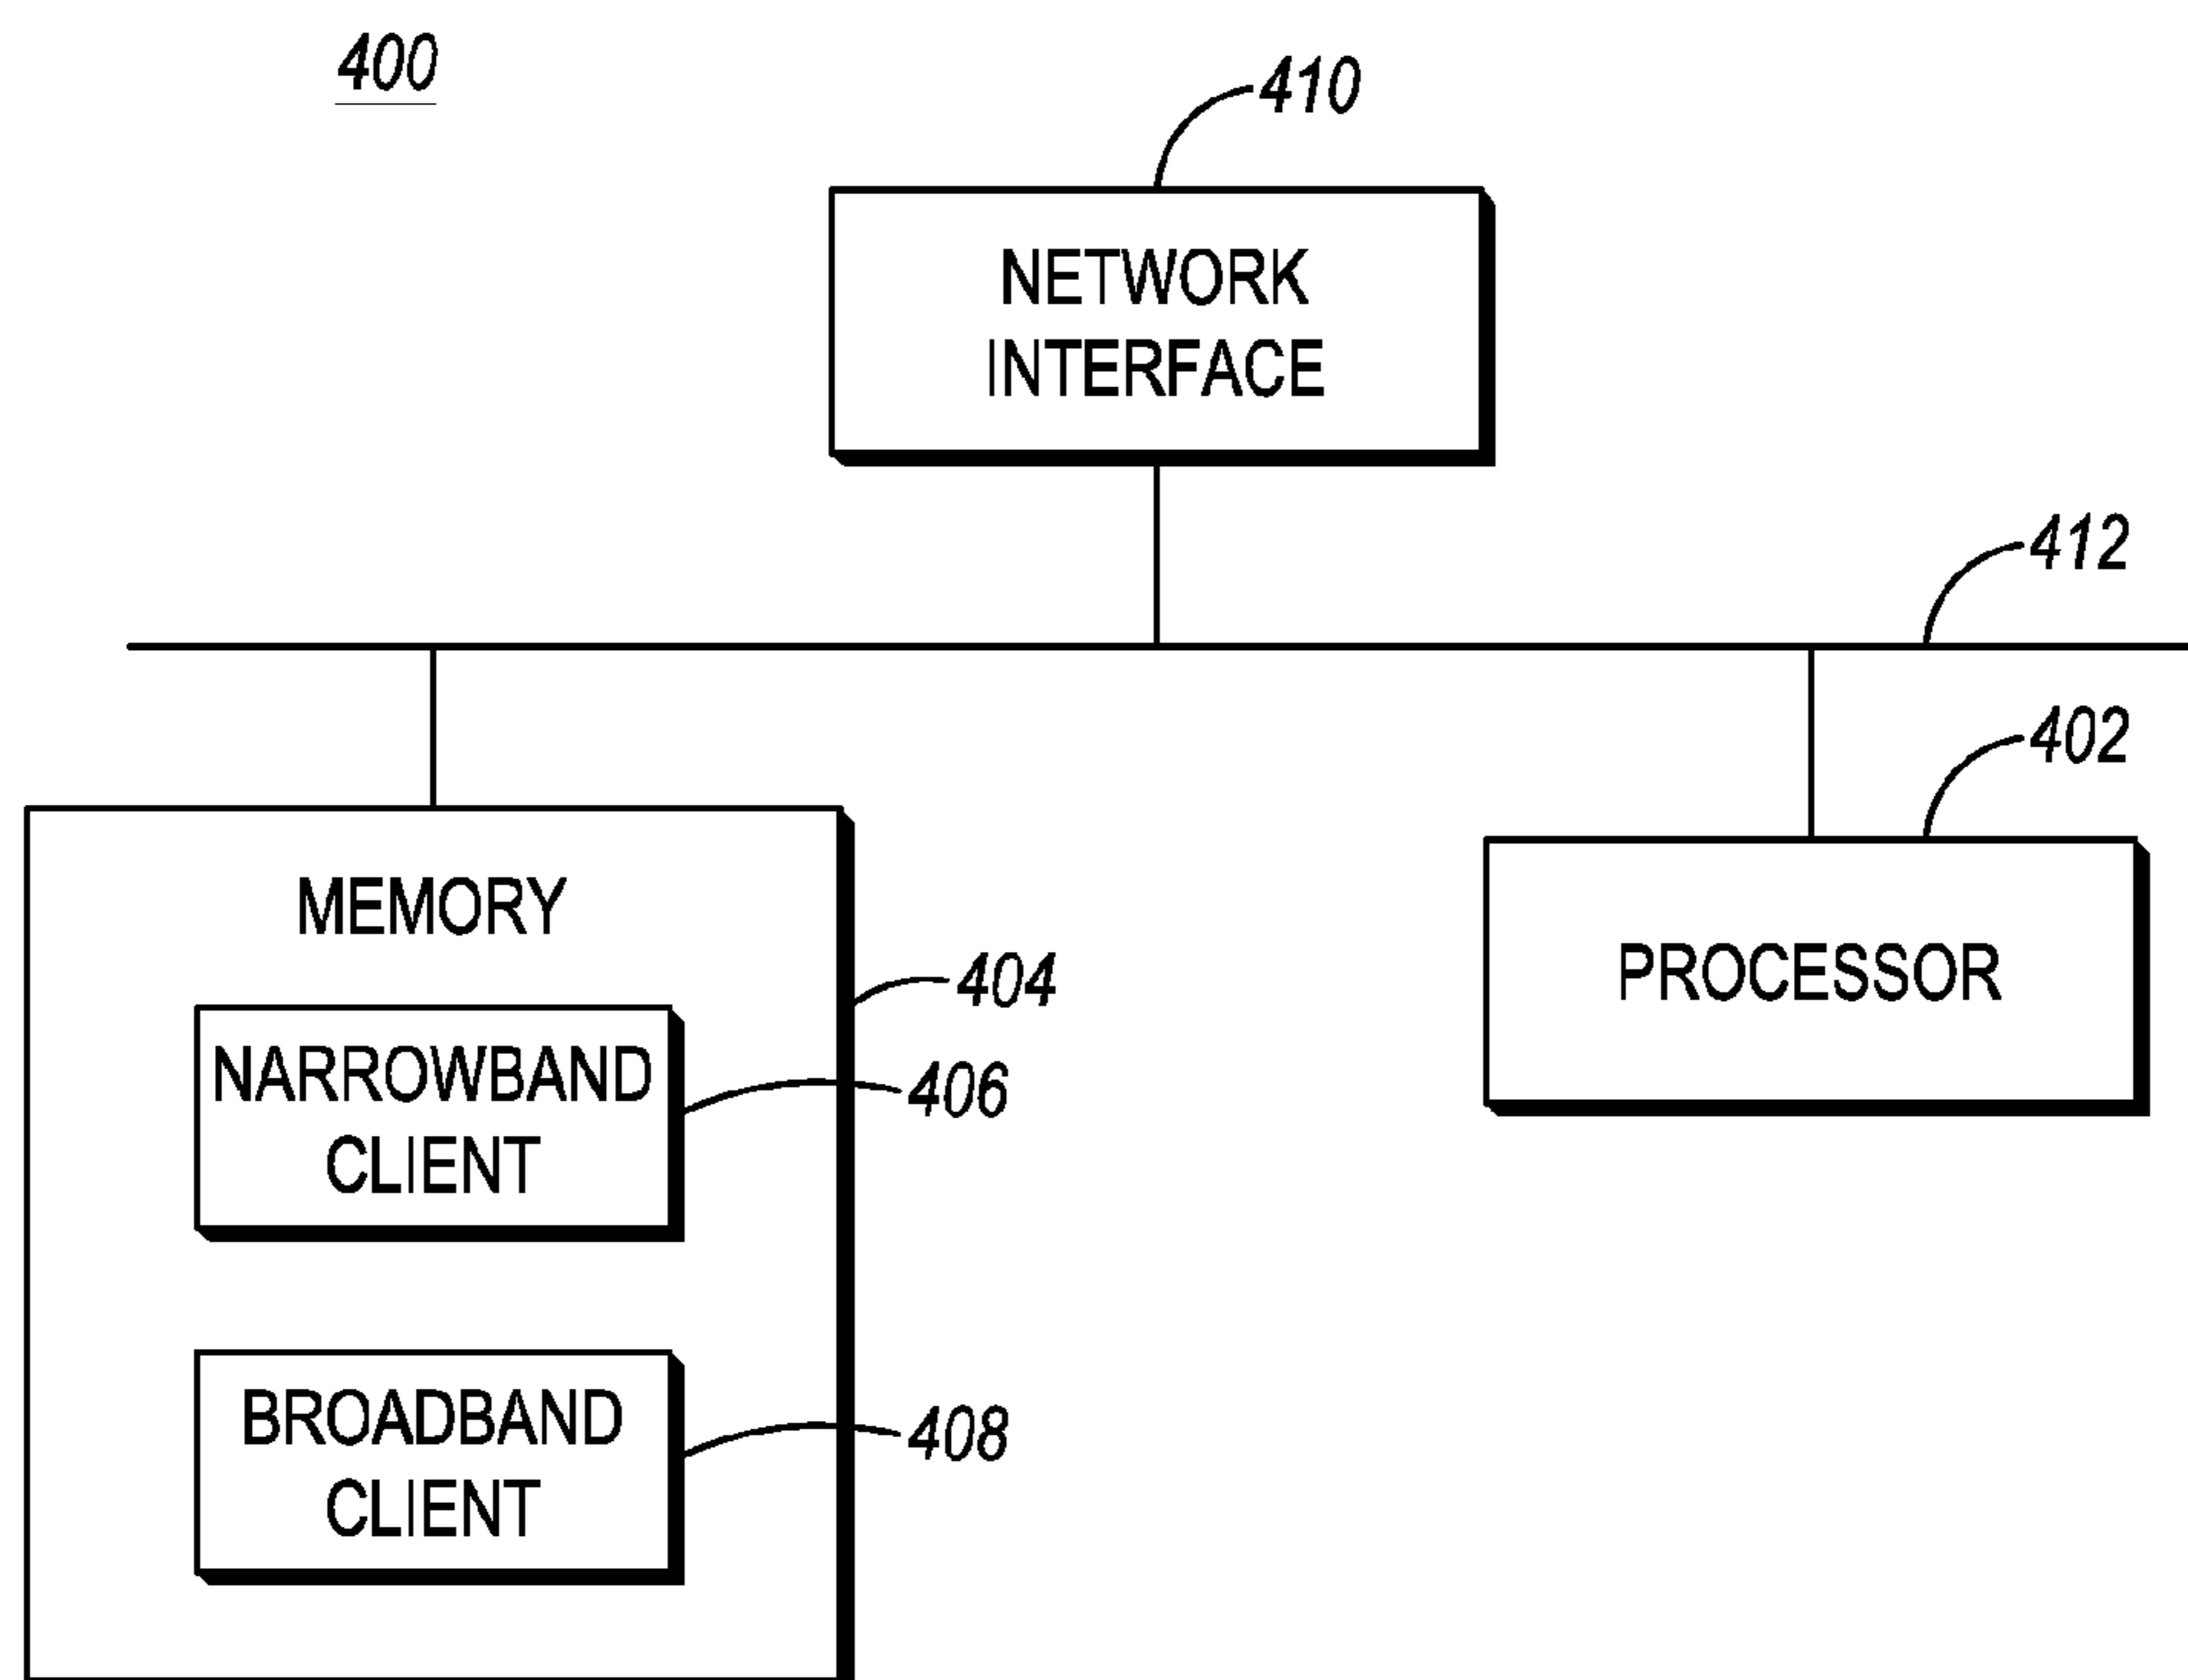 400
410
NETWORK
INTERFACE
412
402
MEMORY
PROCESSOR
404
NARROWBAND
CLIENT
406
BROADBAND
CLIENT
408